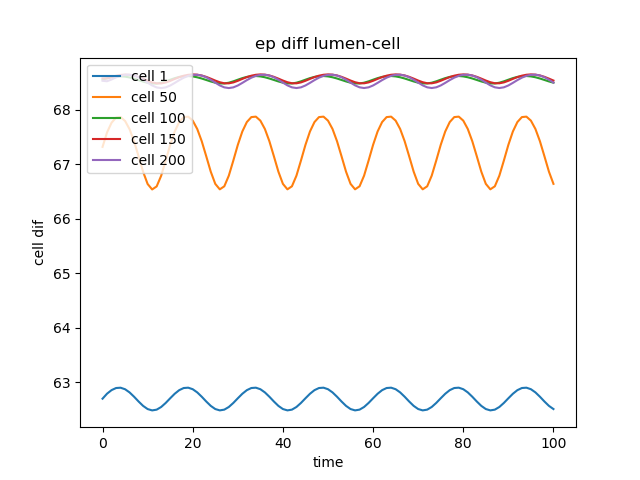 ep diff lumen-cell
cell 1
cell 50
cell 100
cell 150
cell 200
68
67
66
65
64
63
cell dif
0 20 40 60 80 100
time